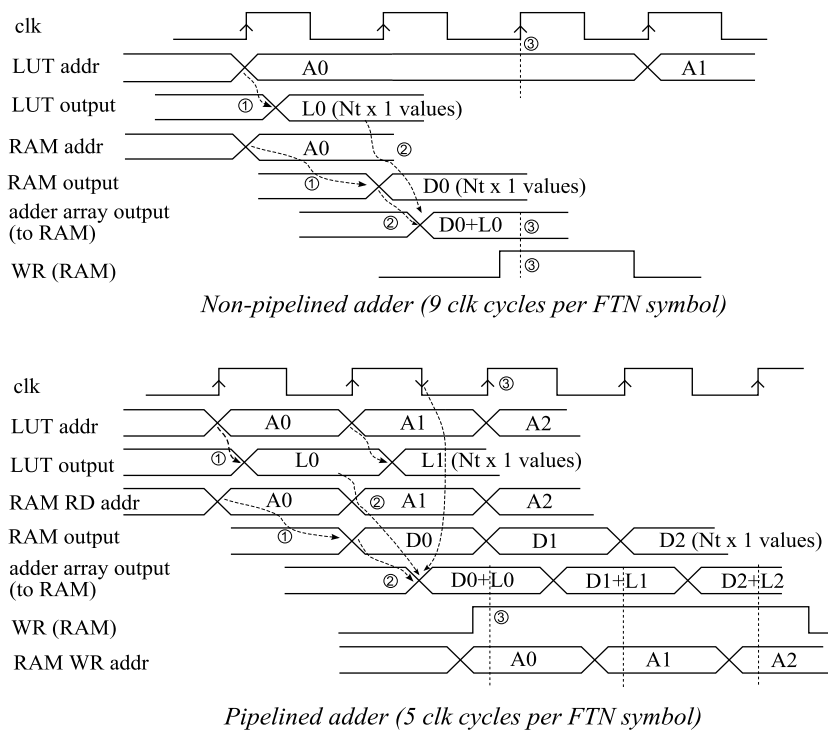 clk
③
LUT addr A0 A1
LUT output ① L0 (Nt x 1 values)
RAM addr A0 ②
RAM output ① D0 (Nt x 1 values)
adder array output
(to RAM) ② D0+L0 ③
WR (RAM) ③
Non-pipelined adder (9 clk cycles per FTN symbol)
clk ③
LUT addr A0 A1 A2
LUT output ① L0 L1 (Nt x 1 values)
RAM RD addr A0 ② A1 A2
RAM output ① D0 D1 D2 (Nt x 1 values)
adder array output
(to RAM) ② D0+L0 D1+L1 D2+L2
WR (RAM) ③
RAM WR addr A0 A1 A2
Pipelined adder (5 clk cycles per FTN symbol)